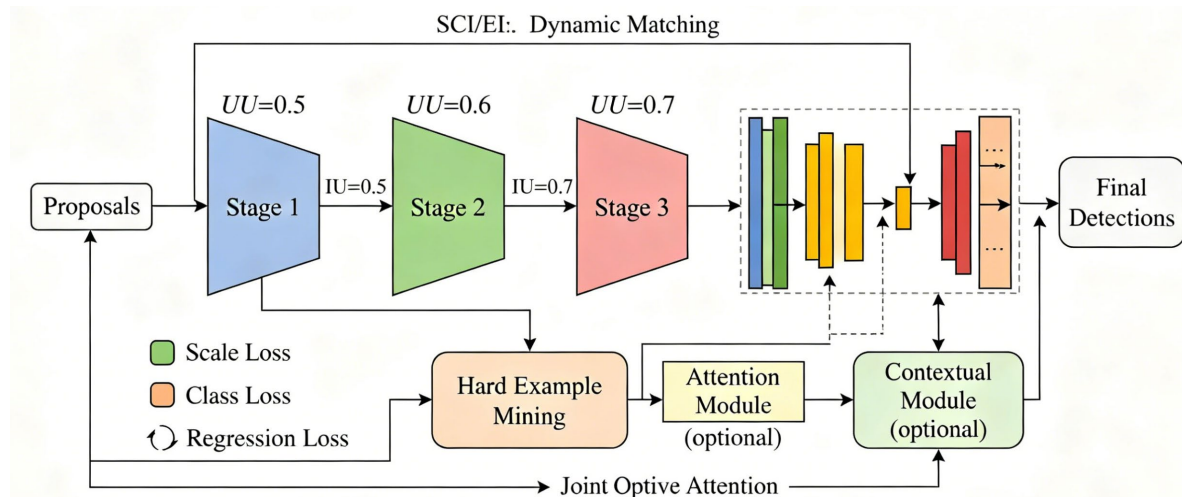 SCI/EI:. Dynamic Matching
UU=0.5
UU=0.6
UU=0.7
Proposals
Stage 1
IU=0.5
Stage 2
IU=0.7
Stage 3
...
...
Final
Detections
Scale Loss
Class Loss
Regression Loss
Hard Example
Mining
Attention
Module
(optional)
Contextual
Module
(optional)
Joint Optive Attention